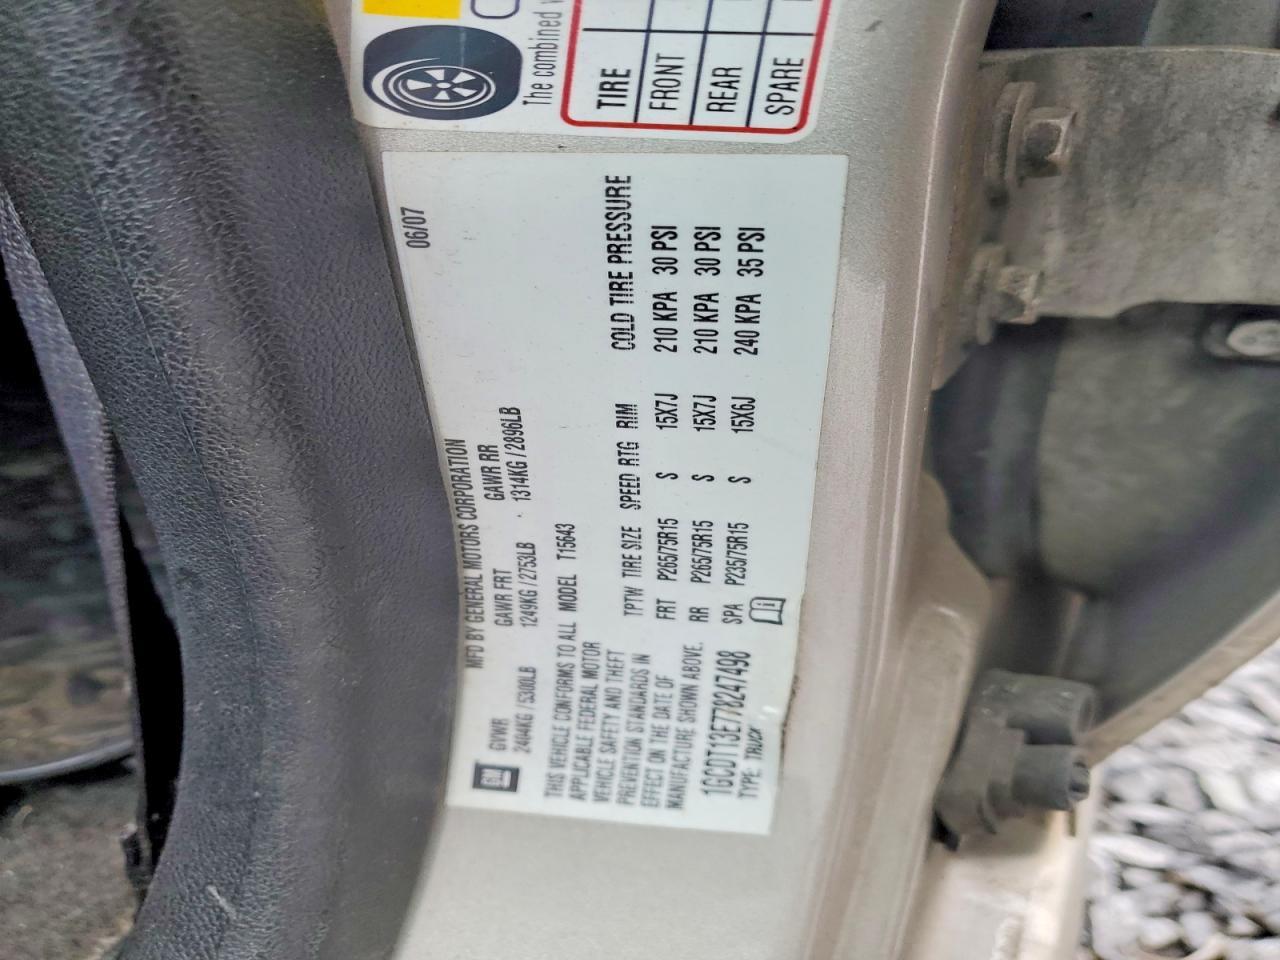 The combined
TIRE
FRONT
REAR
SPARE
06/07
MFD BY GENERAL MOTORS CORPORATION
GM
GVWR GAWR FRT GAWR RR
2404KG / 5300LB 1249KG / 2753LB 1314KG / 2896LB
THIS VEHICLE CONFORMS TO ALL MODEL T15643
APPLICABLE FEDERAL MOTOR
VEHICLE SAFETY AND THEFT
PREVENTION STANDARDS IN
EFFECT ON THE DATE OF
MANUFACTURE SHOWN ABOVE.
1GCDT13E778247498
TYPE: TRUCK
TPTW TIRE SIZE SPEED RTG RIM COLD TIRE PRESSURE
FRT P265/75R15 S 15X7J 210 KPA 30 PSI
RR P265/75R15 S 15X7J 210 KPA 30 PSI
SPA P235/75R15 S 15X6J 240 KPA 35 PSI